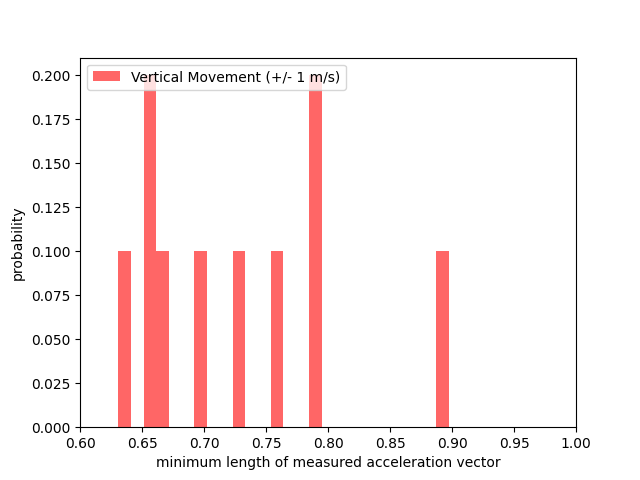 Vertical Movement (+/- 1 m/s)
0.200
0.175
0.150
0.125
0.100
0.075
0.050
0.025
0.000
probability
0.60 0.65 0.70 0.75 0.80 0.85 0.90 0.95 1.00
minimum length of measured acceleration vector